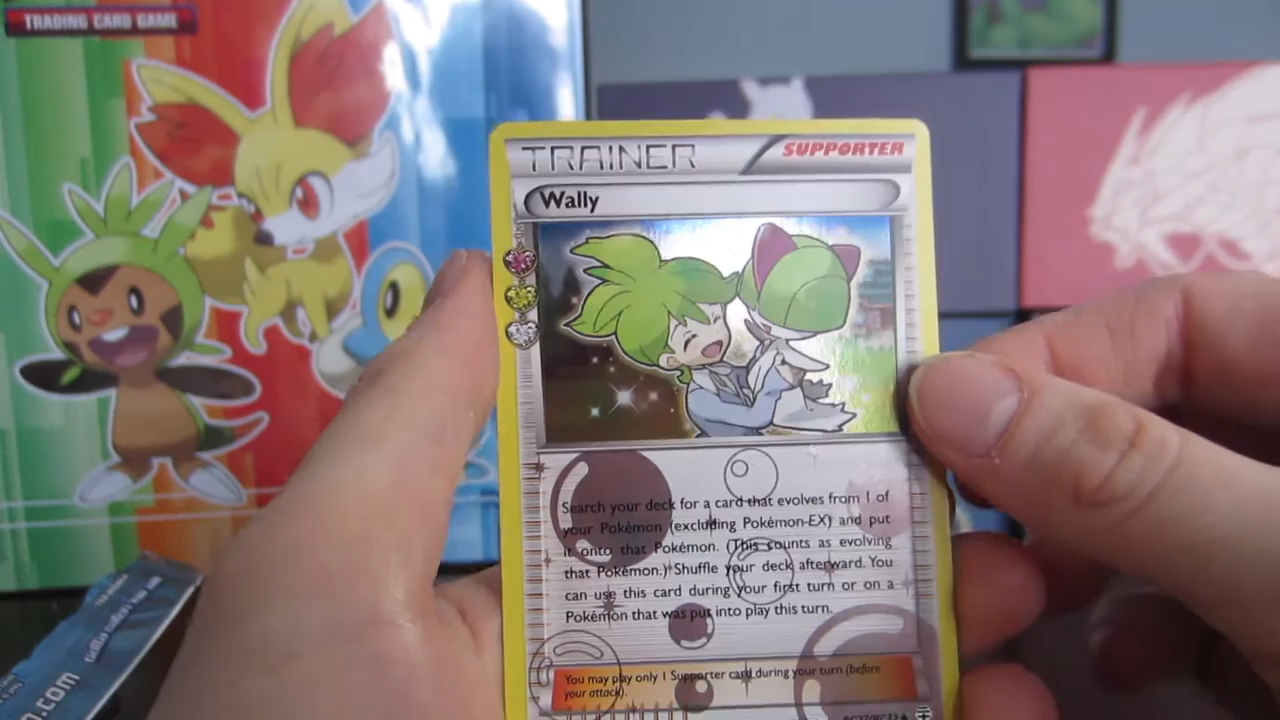 TRADING CARD GAME
TRAINER
SUPPORTER
Wally
Search your deck for a card that evolves from 1 of
your Pokémon (excluding Pokémon-EX) and put
it onto that Pokémon. (This counts as evolving
that Pokémon.) Shuffle your deck afterward. You
can use this card during your first turn or on a
Pokémon that was put into play this turn.
You may play only 1 Supporter card during your turn (before
your attack).
n.com